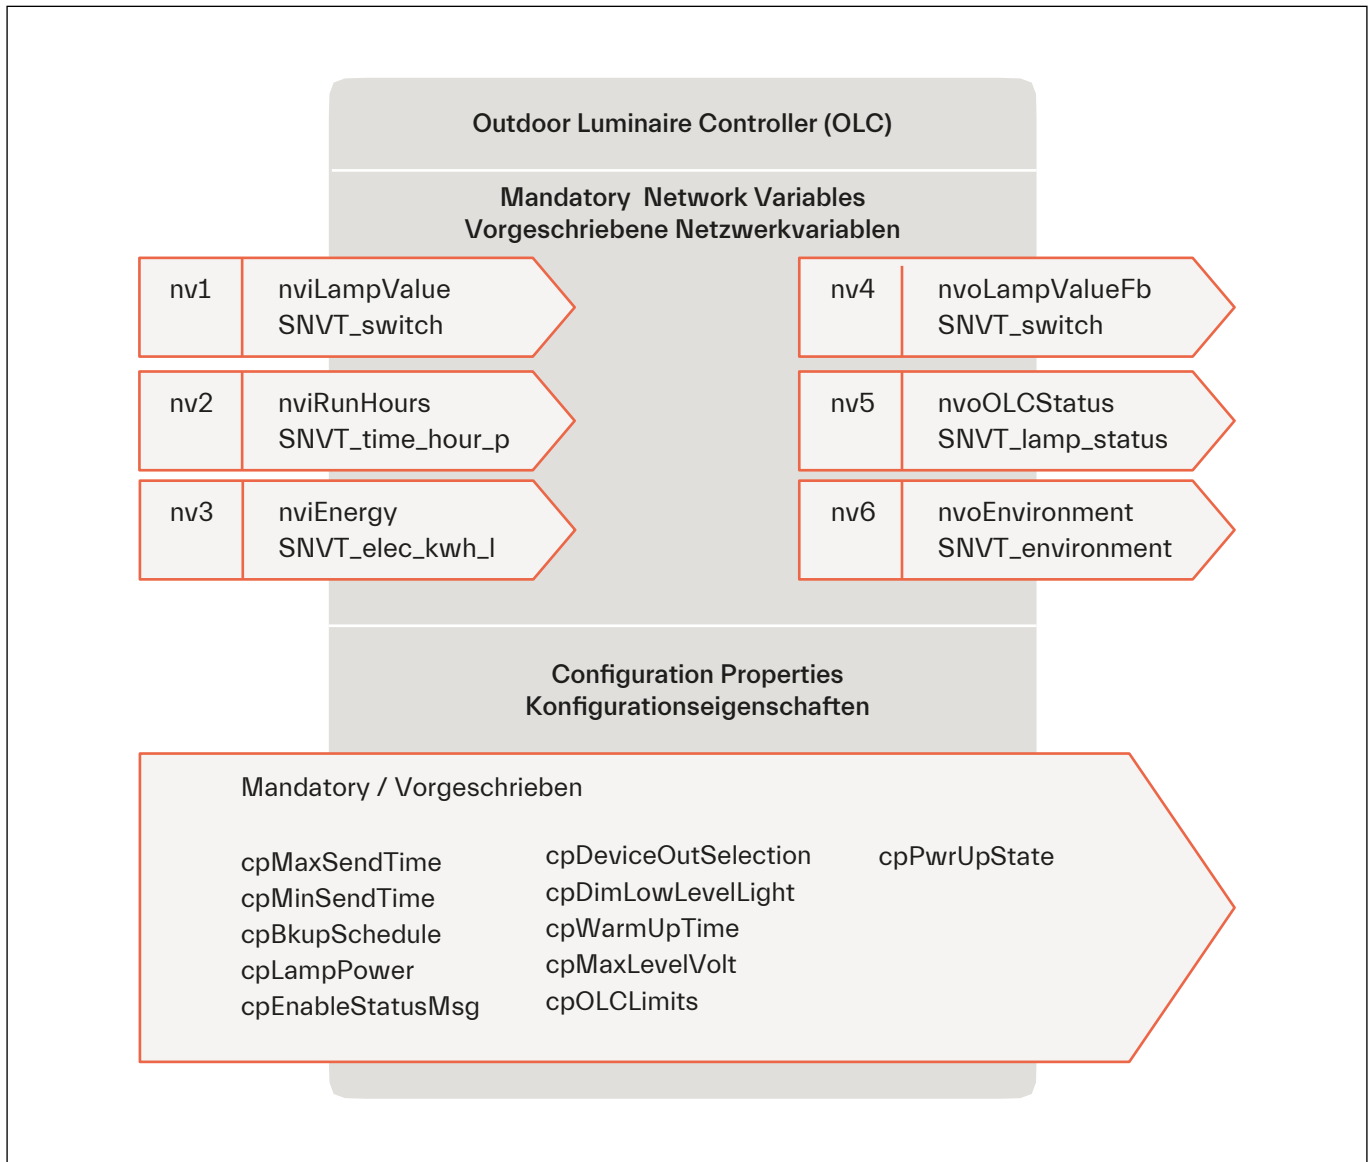 Outdoor Luminaire Controller (OLC)
Mandatory  Network Variables
Vorgeschriebene Netzwerkvariablen
nv1
nviLampValue
SNVT_switch
nv2
nviRunHours
SNVT_time_hour_p
nv3
nviEnergy
SNVT_elec_kwh_l
nv4
nvoLampValueFb
SNVT_switch
nv5
nvoOLCStatus
SNVT_lamp_status
nv6
nvoEnvironment
SNVT_environment
Configuration Properties
Konfigurationseigenschaften
Mandatory / Vorgeschrieben
cpMaxSendTime
cpMinSendTime
cpBkupSchedule
cpLampPower
cpEnableStatusMsg
cpDeviceOutSelection
cpDimLowLevelLight
cpWarmUpTime
cpMaxLevelVolt
cpOLCLimits
cpPwrUpState